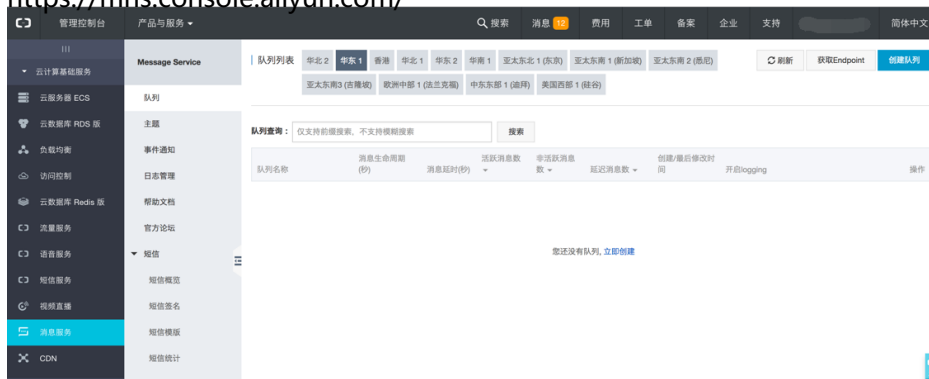 https://mns.console.aliyun.com/
管理控制台 产品与服务 搜索 消息 12 费用 工单 备案 企业 支持 简体中文
云计算基础服务
云服务器 ECS
云数据库 RDS 版
负载均衡
访问控制
云数据库 Redis 版
流量服务
语音服务
短信服务
视频直播
消息服务
CDN
Message Service
队列
主题
事件通知
日志管理
帮助文档
官方论坛
短信
短信概览
短信签名
短信模版
短信统计
队列列表 华北 2 华东 1 香港 华北 1 华东 2 华南 1 亚太东北 1 (东京) 亚太东南 1 (新加坡) 亚太东南 2 (悉尼) 刷新 获取Endpoint 创建队列
亚太东南3 (吉隆坡) 欧洲中部 1 (法兰克福) 中东东部 1 (迪拜) 美国西部 1 (硅谷)
队列查询： 仅支持前缀搜索，不支持模糊搜索 搜索
队列名称 消息生命周期(秒) 消息延时(秒) 活跃消息数 非活跃消息数 延迟消息数 创建/最后修改时间 开启logging 操作
您还没有队列, 立即创建